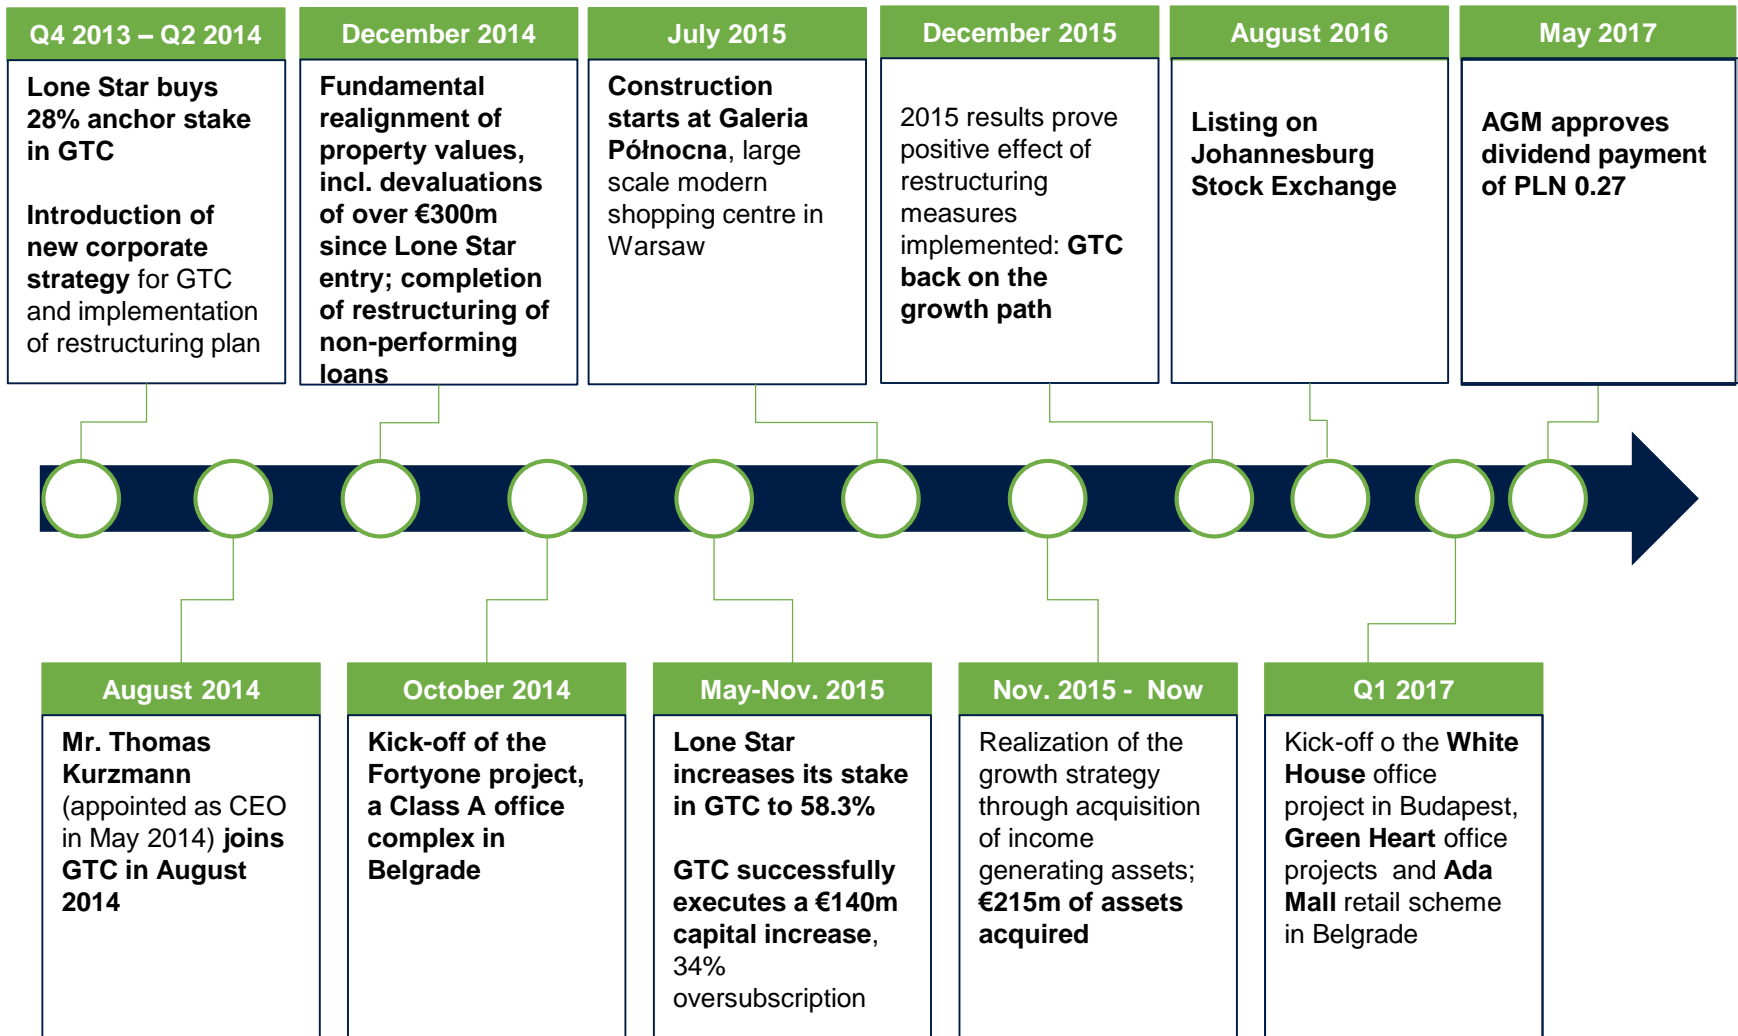 Q4 2013 – Q2 2014
Lone Star buys
28% anchor stake
in GTC
Introduction of
new corporate
strategy for GTC
and implementation
of restructuring plan
December 2014
Fundamental
realignment of
property values,
incl. devaluations
of over €300m
since Lone Star
entry; completion
of restructuring of
non-performing
loans
July 2015
Construction
starts at Galeria
Północna, large
scale modern
shopping centre in
Warsaw
December 2015
2015 results prove
positive effect of
restructuring
measures
implemented: GTC
back on the
growth path
August 2016
Listing on
Johannesburg
Stock Exchange
May 2017
AGM approves
dividend payment
of PLN 0.27
August 2014
Mr. Thomas
Kurzmann
(appointed as CEO
in May 2014) joins
GTC in August
2014
October 2014
Kick-off of the
Fortyone project,
a Class A office
complex in
Belgrade
May-Nov. 2015
Lone Star
increases its stake
in GTC to 58.3%
GTC successfully
executes a €140m
capital increase,
34%
oversubscription
Nov. 2015 - Now
Realization of the
growth strategy
through acquisition
of income
generating assets;
€215m of assets
acquired
Q1 2017
Kick-off o the White
House office
project in Budapest,
Green Heart office
projects and Ada
Mall retail scheme
in Belgrade